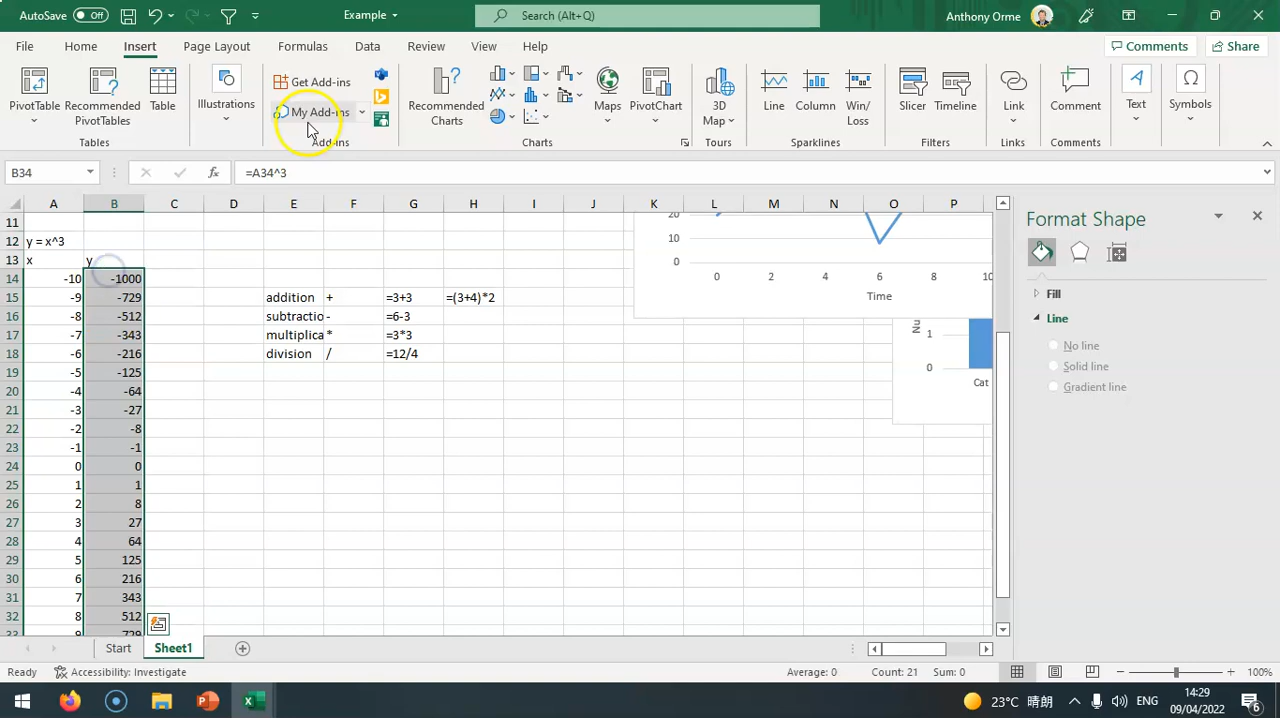 AutoSave Off Example Search (Alt+Q) Anthony Orme
File Home Insert Page Layout Formulas Data Review View Help Comments Share
PivotTable Recommended PivotTables Table Illustrations Get Add-ins My Add-ins Recommended Charts Maps PivotChart 3D Map Line Column Win/Loss Slicer Timeline Link Comment Text Symbols
Tables Add-ins Charts Tours Sparklines Filters Links Comments
B34 fx =A34^3
A B C D E F G H I J K L M N O P
11
12 y = x^3
13 x y
14 -10 -1000
15 -9 -729 addition + =3+3 =(3+4)*2
16 -8 -512 subtractio - =6-3
17 -7 -343 multiplica * =3*3
18 -6 -216 division / =12/4
19 -5 -125
20 -4 -64
21 -3 -27
22 -2 -8
23 -1 -1
24 0 0
25 1 1
26 2 8
27 3 27
28 4 64
29 5 125
30 6 216
31 7 343
32 8 512
33 9 729
20
10
0
0 2 4 6 8 10
Time
Nu
1
0
Cat
Format Shape
Fill
Line
No line
Solid line
Gradient line
Start Sheet1
Ready Accessibility: Investigate Average: 0 Count: 21 Sum: 0 100%
23°C 晴朗 ENG 14:29
09/04/2022 6